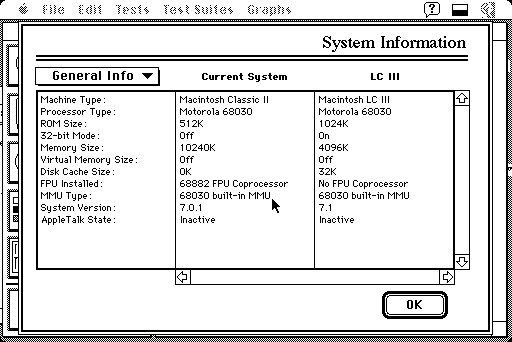 File Edit Tests Test Suites Graphs
System Information
General Info Current System LC III
Machine Type: Macintosh Classic II Macintosh LC III
Processor Type: Motorola 68030 Motorola 68030
ROM Size: 512K 1024K
32-bit Mode: Off On
Memory Size: 10240K 4096K
Virtual Memory Size: Off Off
Disk Cache Size: 0K 32K
FPU Installed: 68882 FPU Coprocessor No FPU Coprocessor
MMU Type: 68030 built-in MMU 68030 built-in MMU
System Version: 7.0.1 7.1
AppleTalk State: Inactive Inactive
OK